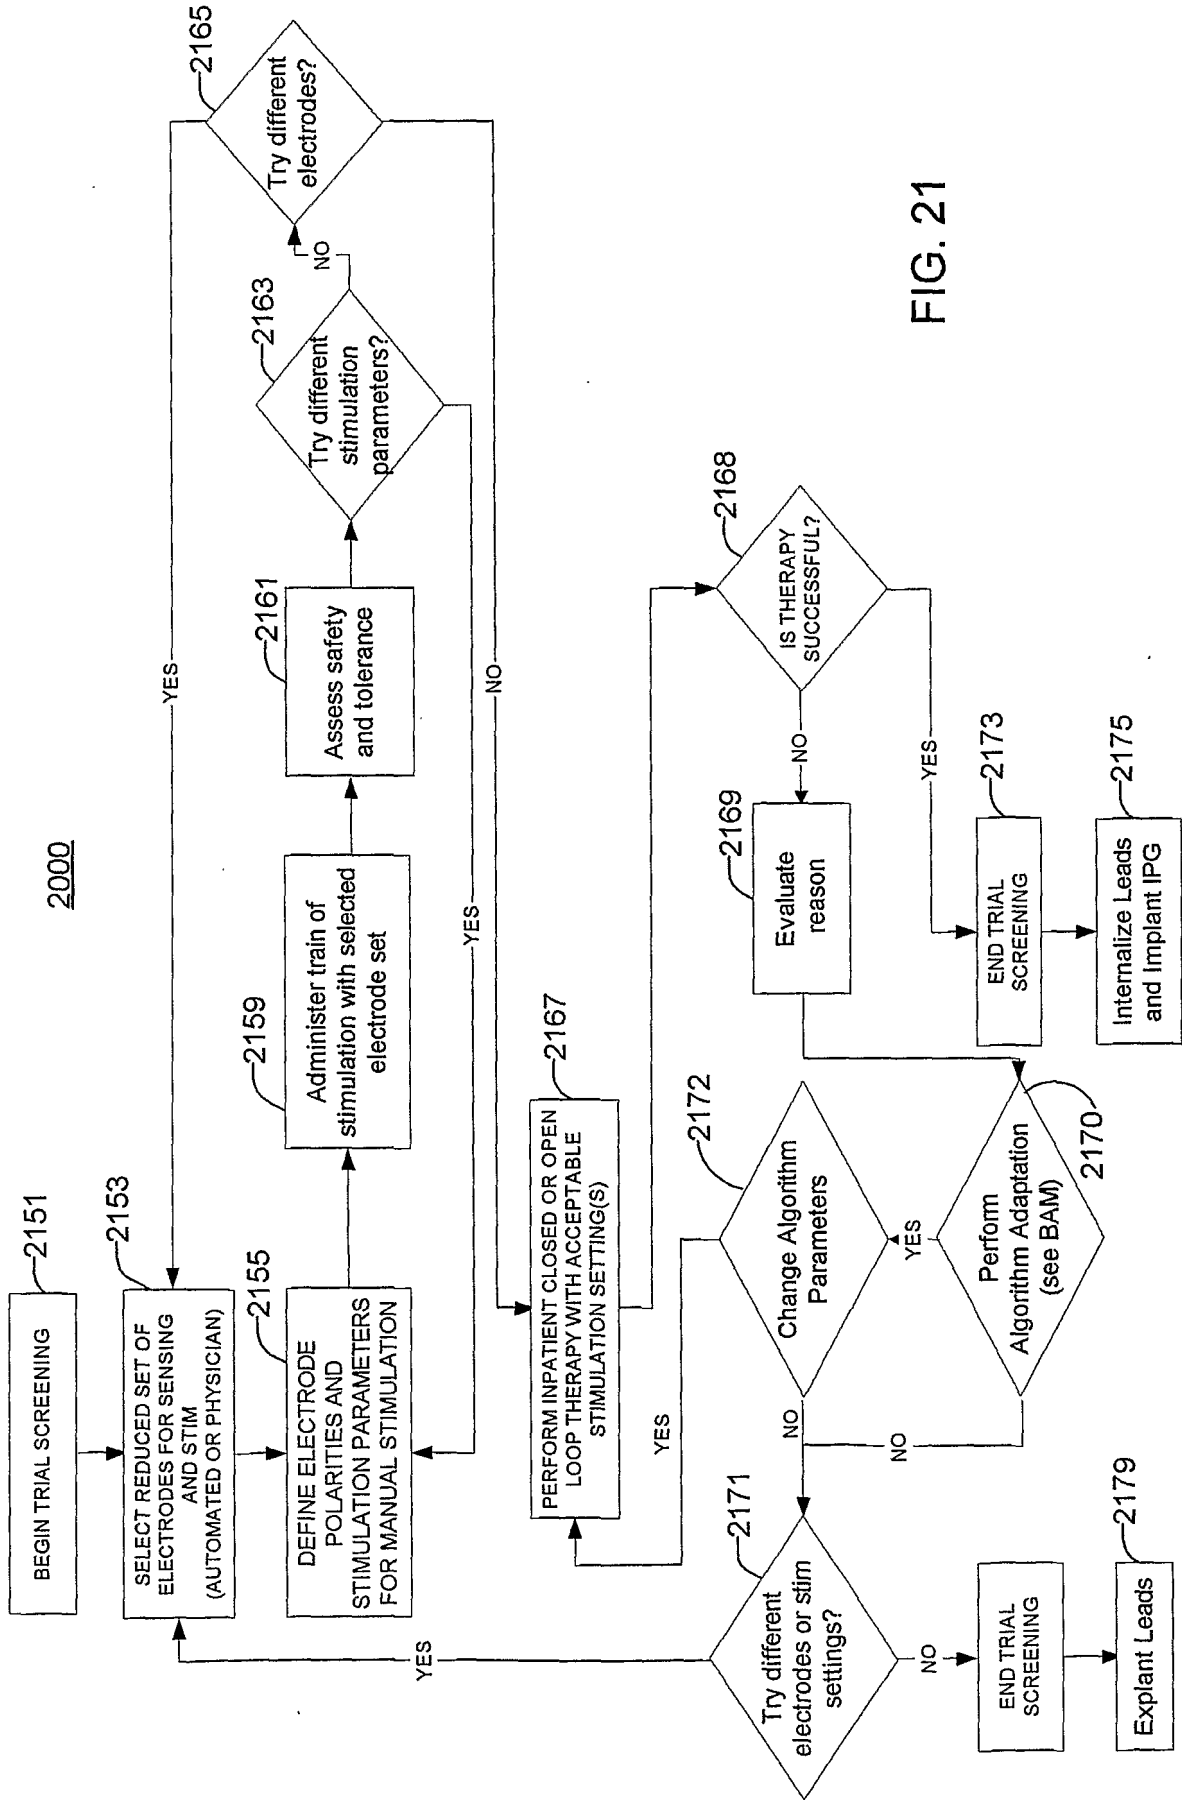 2000
2151
BEGIN TRIAL SCREENING
2153
SELECT REDUCED SET OF
ELECTRODES FOR SENSING
AND STIM
(AUTOMATED OR PHYSICIAN)
2155
DEFINE ELECTRODE
POLARITIES AND
STIMULATION PARAMETERS
FOR MANUAL STIMULATION
2159
Administer train of
stimulation with selected
electrode set
2161
Assess safety
and tolerance
2163
Try different
stimulation
parameters?
NO
YES
2165
Try different
electrodes?
YES
NO
2167
PERFORM INPATIENT CLOSED OR OPEN
LOOP THERAPY WITH ACCEPTABLE
STIMULATION SETTING(S)
2168
IS THERAPY
SUCCESSFUL?
NO
YES
2169
Evaluate
reason
2170
Perform
Algorithm Adaptation
(see BAM)
YES
NO
2172
Change Algorithm
Parameters
YES
NO
2171
Try different
electrodes or stim
settings?
YES
NO
END TRIAL
SCREENING
2179
Explant Leads
2173
END TRIAL
SCREENING
2175
Internalize Leads
and Implant IPG
FIG. 21